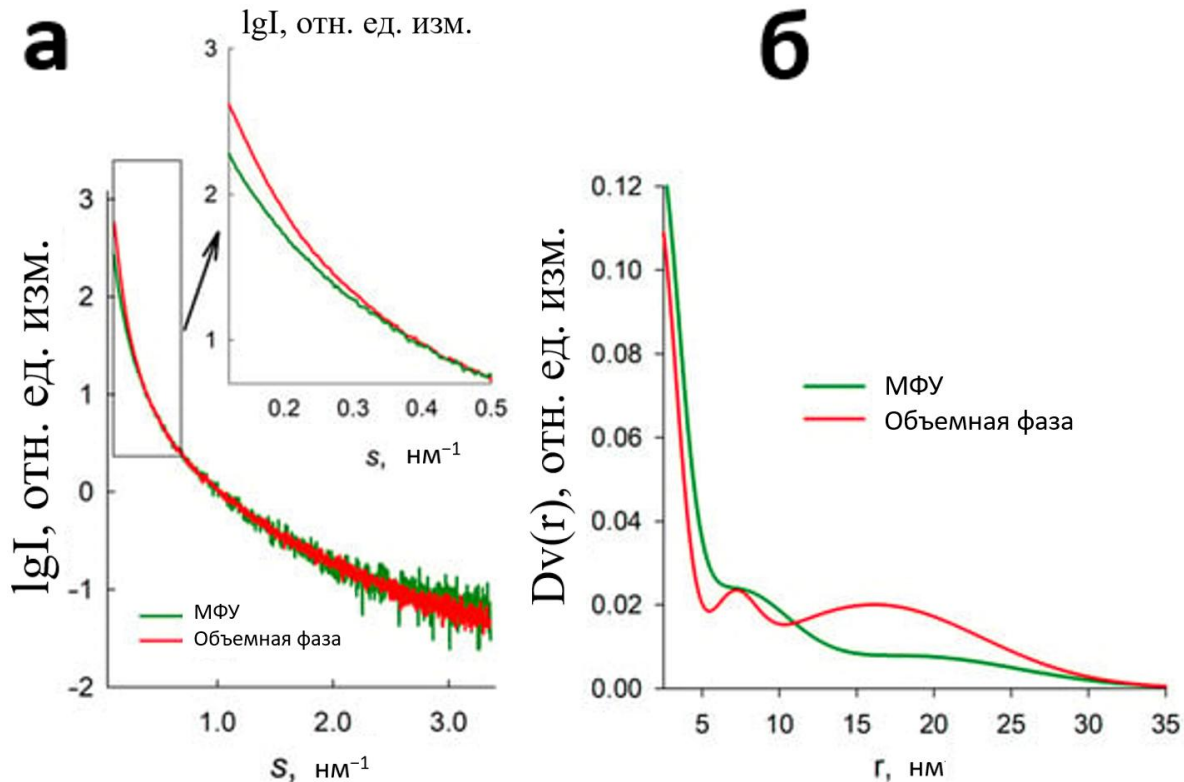 а
lgI, отн. ед. изм.
3
2
1
0.2 0.3 0.4 0.5
s, нм⁻¹
lgI, отн. ед. изм.
3
2
1
0
-1
-2
1.0 2.0 3.0
s, нм⁻¹
МФУ
Объемная фаза
б
Dv(r), отн. ед. изм.
0.12
0.10
0.08
0.06
0.04
0.02
0.00
5 10 15 20 25 30 35
r, нм
МФУ
Объемная фаза